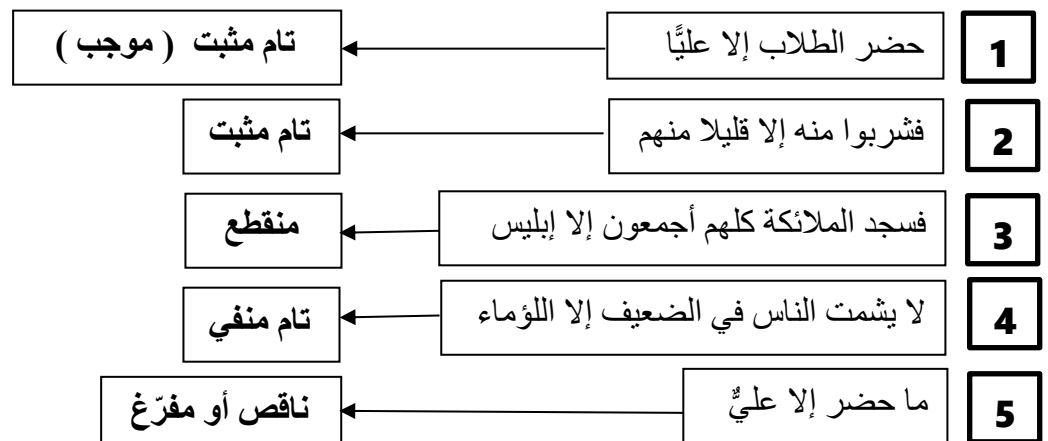 1 حضر الطلاب إلا عليًّا تام مثبت ( موجب )
2 فشربوا منه إلا قليلا منهم تام مثبت
3 فسجد الملائكة كلهم أجمعون إلا إبليس منقطع
4 لا يشمت الناس في الضعيف إلا اللؤماء تام منفي
5 ما حضر إلا عليٌّ ناقص أو مفرّغ